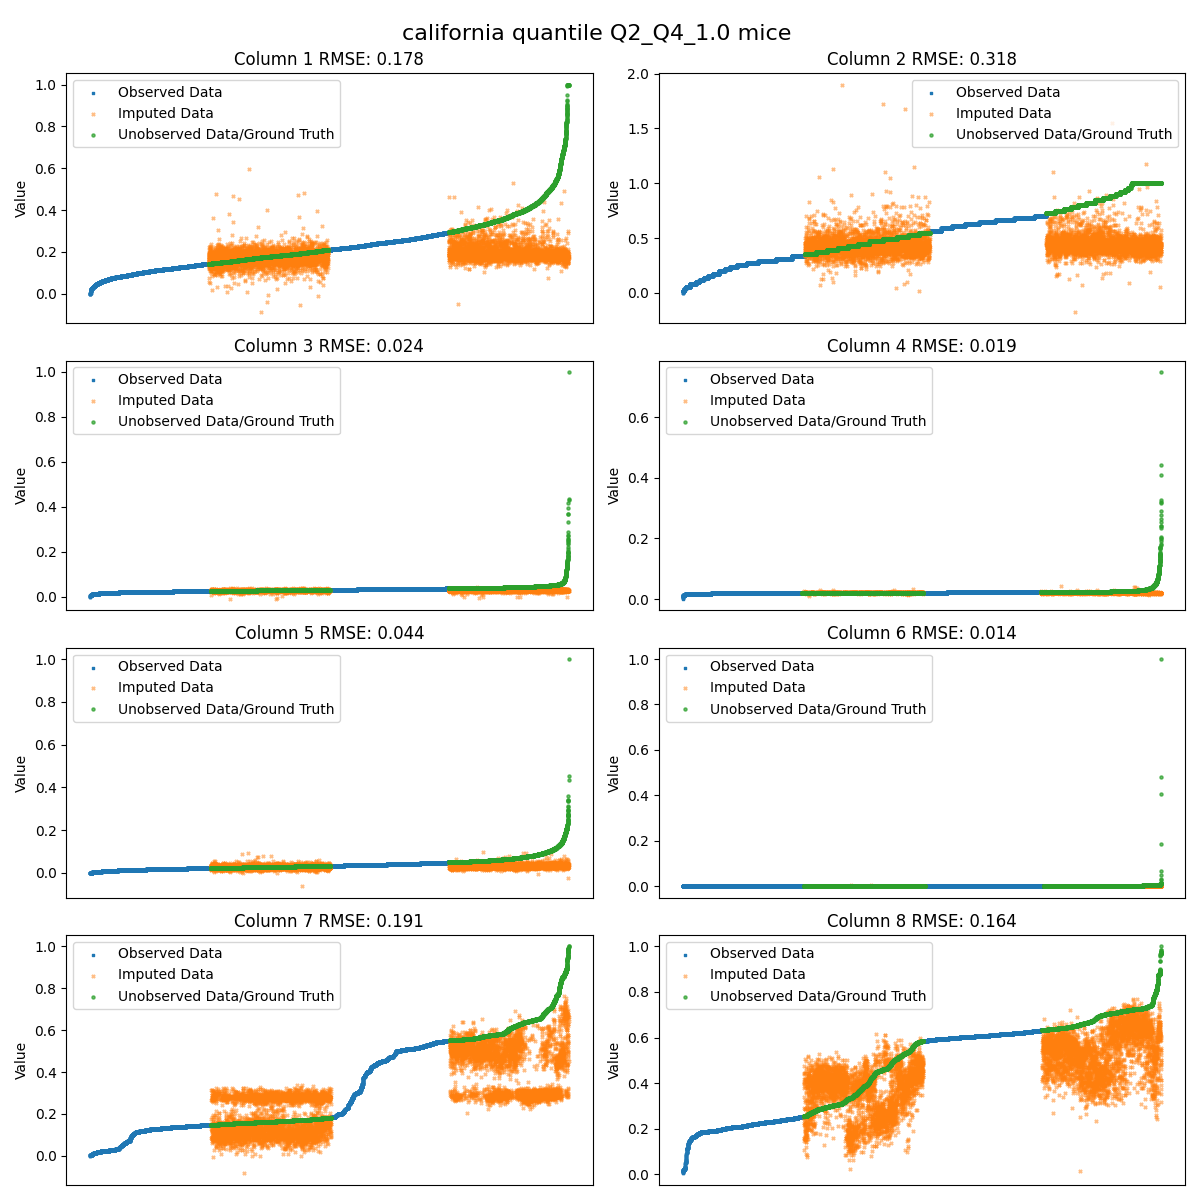 california quantile Q2_Q4_1.0 mice
Column 1 RMSE: 0.178
1.0
0.8
0.6
0.4
0.2
0.0
Value
Observed Data
Imputed Data
Unobserved Data/Ground Truth
Column 2 RMSE: 0.318
2.0
1.5
1.0
0.5
0.0
Value
Observed Data
Imputed Data
Unobserved Data/Ground Truth
Column 3 RMSE: 0.024
1.0
0.8
0.6
0.4
0.2
0.0
Value
Observed Data
Imputed Data
Unobserved Data/Ground Truth
Column 4 RMSE: 0.019
0.6
0.4
0.2
0.0
Value
Observed Data
Imputed Data
Unobserved Data/Ground Truth
Column 5 RMSE: 0.044
1.0
0.8
0.6
0.4
0.2
0.0
Value
Observed Data
Imputed Data
Unobserved Data/Ground Truth
Column 6 RMSE: 0.014
1.0
0.8
0.6
0.4
0.2
0.0
Value
Observed Data
Imputed Data
Unobserved Data/Ground Truth
Column 7 RMSE: 0.191
1.0
0.8
0.6
0.4
0.2
0.0
Value
Observed Data
Imputed Data
Unobserved Data/Ground Truth
Column 8 RMSE: 0.164
1.0
0.8
0.6
0.4
0.2
0.0
Value
Observed Data
Imputed Data
Unobserved Data/Ground Truth